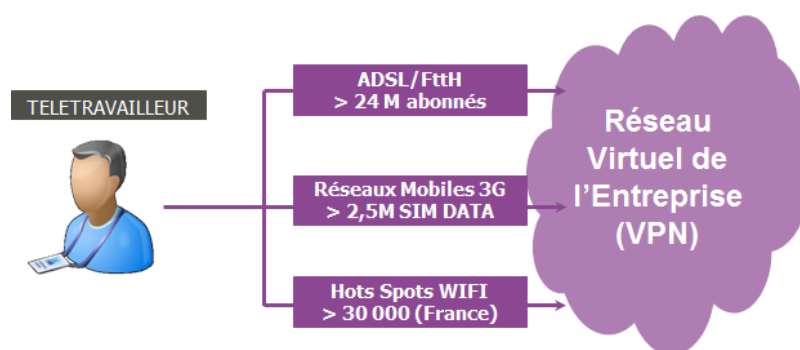 TELETRAVAILLEUR
ADSL/FttH
> 24 M abonnés
Réseaux Mobiles 3G
> 2,5M SIM DATA
Hots Spots WIFI
> 30 000 (France)
Réseau
Virtuel de
l'Entreprise
(VPN)